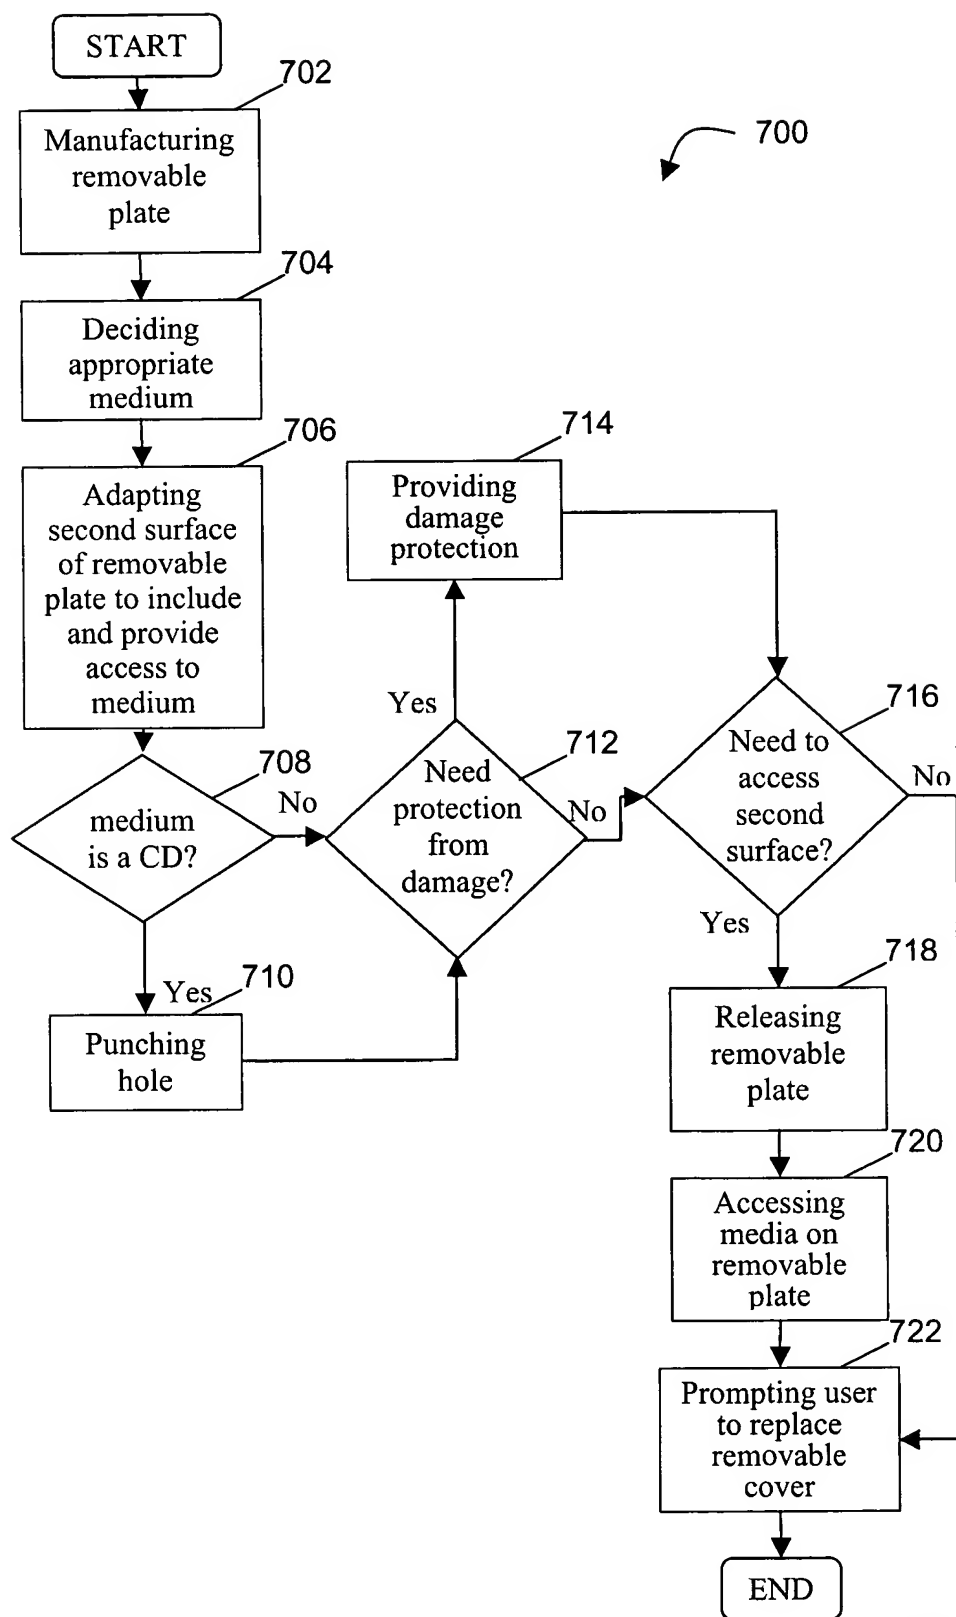 START
702
Manufacturing
removable
plate
700
704
Deciding
appropriate
medium
706
Adapting
second surface
of removable
plate to include
and provide
access to
medium
708
medium
is a CD?
No
Yes
710
Punching
hole
712
Need
protection
from
damage?
Yes
No
714
Providing
damage
protection
716
Need to
access
second
surface?
No
Yes
718
Releasing
removable
plate
720
Accessing
media on
removable
plate
722
Prompting user
to replace
removable
cover
END